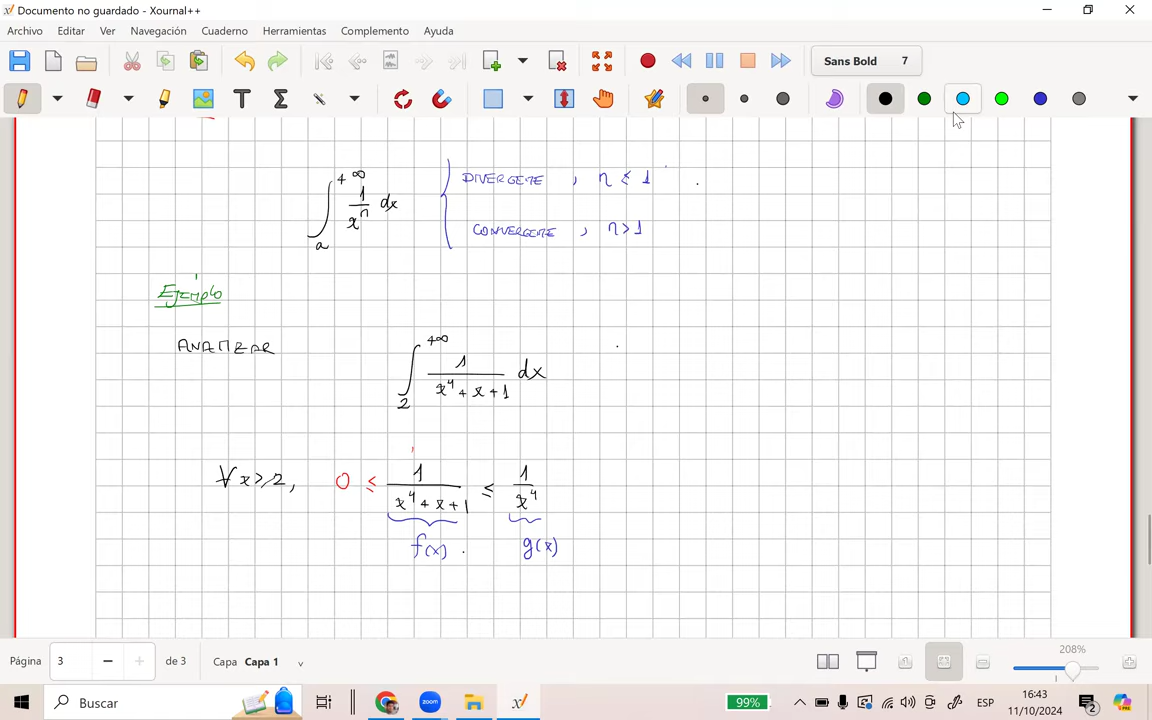 Documento no guardado - Xournal++
Archivo Editar Ver Navegación Cuaderno Herramientas Complemento Ayuda
Sans Bold 7
∫_a^{+∞} 1/x^n dx { DIVERGENTE , n ≤ 1
CONVERGENTE , n > 1
Ejemplo
ANALIZAR ∫_2^{+∞} 1/(x^4 + x + 1) dx
∀ x ≥ 2, 0 ≤ 1/(x^4 + x + 1) ≤ 1/x^4
f(x) . g(x)
Página 3 de 3 Capa Capa 1 208%
Buscar 99% ESP 16:43
11/10/2024 2